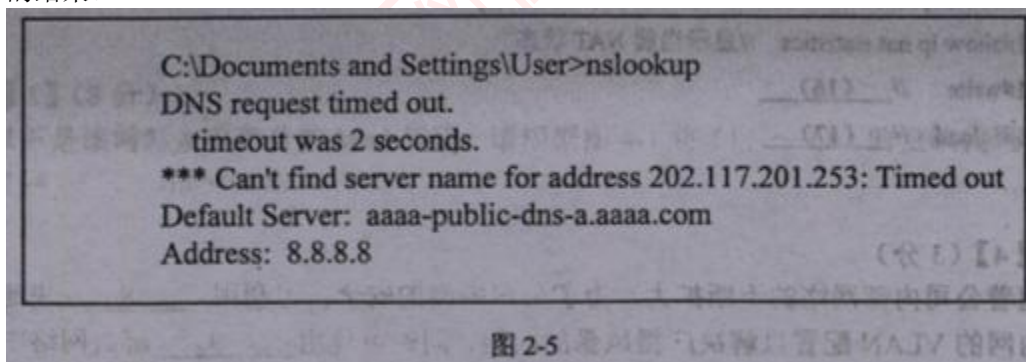 C:\Documents and Settings\User>nslookup
DNS request timed out.
timeout was 2 seconds.
*** Can't find server name for address 202.117.201.253: Timed out
Default Server: aaaa-public-dns-a.aaaa.com
Address: 8.8.8.8
图 2-5